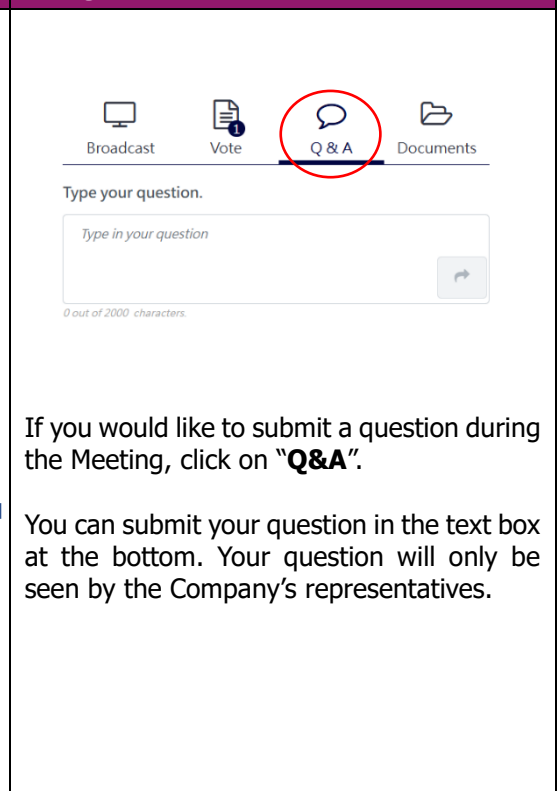 1
Broadcast Vote Q & A Documents
Type your question.
Type in your question
0 out of 2000 characters.
If you would like to submit a question during
the Meeting, click on “Q&A”.
You can submit your question in the text box
at the bottom. Your question will only be
seen by the Company’s representatives.